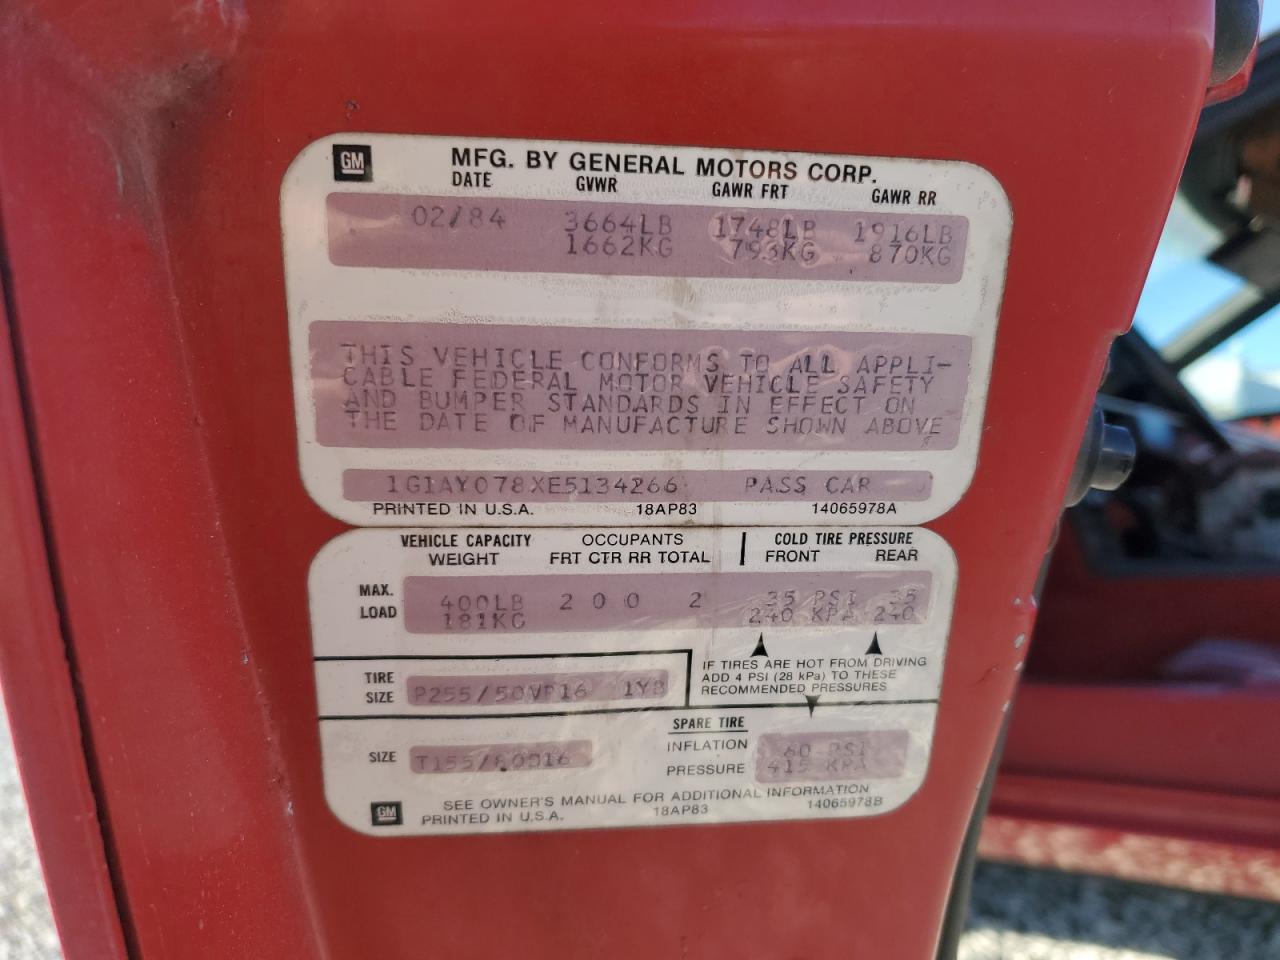 GM MFG. BY GENERAL MOTORS CORP.
DATE GVWR GAWR FRT GAWR RR
02/84 3664LB 1748LB 1916LB
1662KG 793KG 870KG
THIS VEHICLE CONFORMS TO ALL APPLI-
CABLE FEDERAL MOTOR VEHICLE SAFETY
AND BUMPER STANDARDS IN EFFECT ON
THE DATE OF MANUFACTURE SHOWN ABOVE
1G1AY078XE5134266 PASS CAR
PRINTED IN U.S.A. 18AP83 14065978A
VEHICLE CAPACITY OCCUPANTS COLD TIRE PRESSURE
WEIGHT FRT CTR RR TOTAL FRONT REAR
MAX. LOAD 400LB 2 0 0 2 35 PSI 35
181KG 240 KPA 240
IF TIRES ARE HOT FROM DRIVING
ADD 4 PSI (28 kPa) TO THESE
RECOMMENDED PRESSURES
TIRE SIZE P255/50VR16 1YB
SPARE TIRE
SIZE T155/80D16 INFLATION PRESSURE 60 PSI
415 KPA
SEE OWNER'S MANUAL FOR ADDITIONAL INFORMATION
GM PRINTED IN U.S.A. 18AP83 14065978B